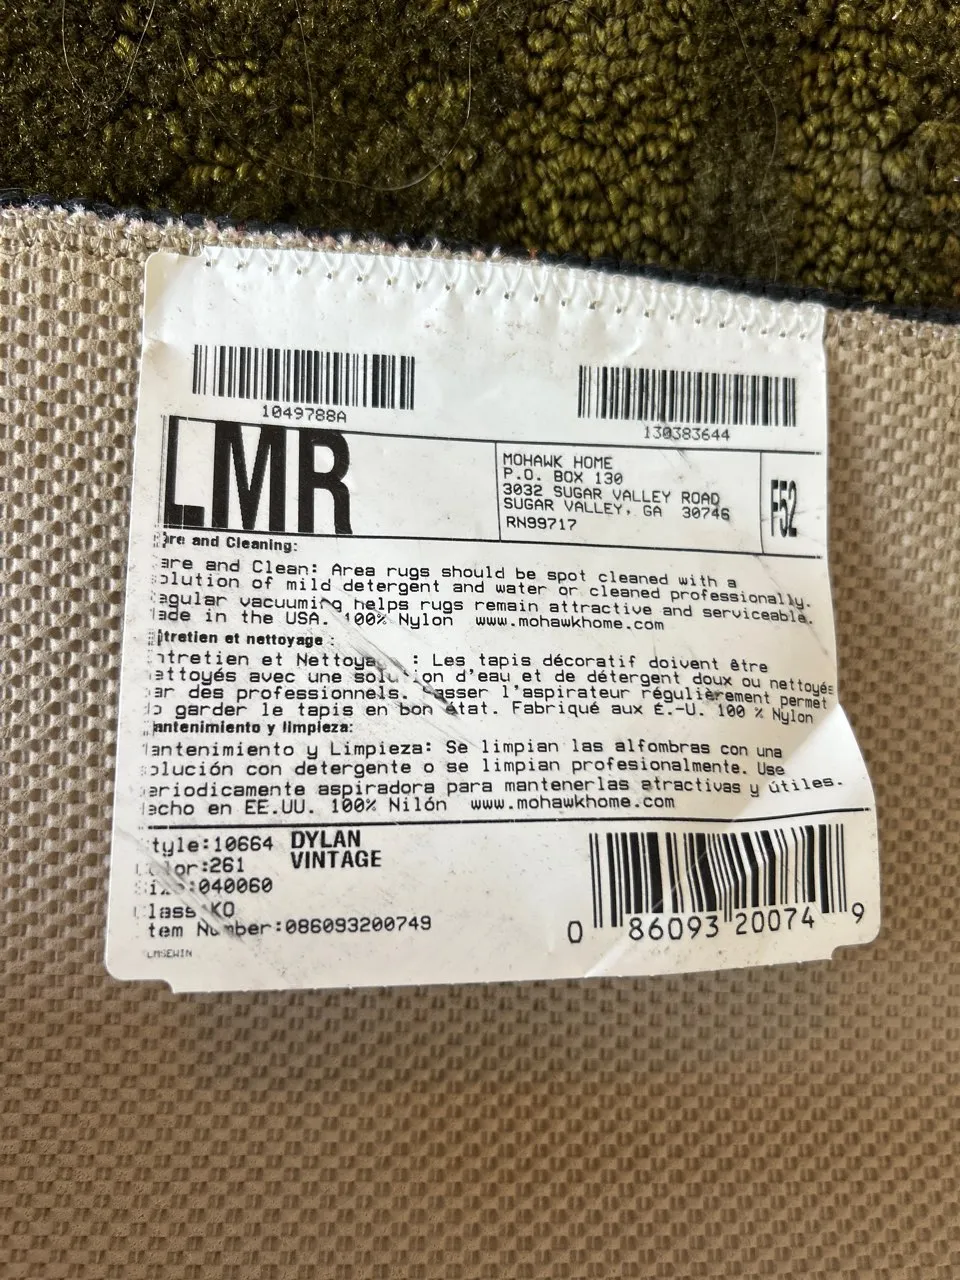 1049788A
130383644
LMR
MOHAWK HOME
P.O. BOX 130
3032 SUGAR VALLEY ROAD
SUGAR VALLEY, GA 30746
RN99717
F52
are and Cleaning:
are and Clean: Area rugs should be spot cleaned with a
olution of mild detergent and water or cleaned professionally.
egular vacuuming helps rugs remain attractive and serviceable.
ade in the USA. 100% Nylon www.mohawkhome.com
tretien et nettoyage :
ntretien et Nettoya : Les tapis décoratif doivent être
ettoyés avec une solution d'eau et de détergent doux ou nettoyés
ar des professionnels. Passer l'aspirateur régulièrement permet
garder le tapis en bon état. Fabriqué aux É.-U. 100 % Nylon
antenimiento y limpieza:
antenimiento y Limpieza: Se limpian las alfombras con una
olución con detergente o se limpian profesionalmente. Use
eriodicamente aspiradora para mantenerlas atractivas y útiles.
echo en EE.UU. 100% Nilón www.mohawkhome.com
tyle:10664 DYLAN
lor:261 VINTAGE
:040060
lass KO
tem Number:086093200749
0 86093 20074 9